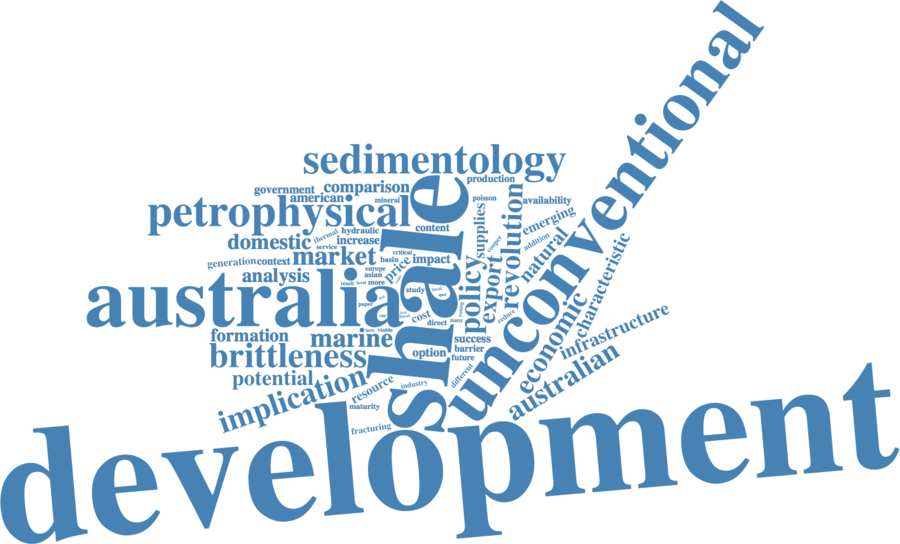 unconventional
sedimentology
production
government
comparison
american
mineral
poisson
availability
petrophysical
shale
content
supplies
revolution
emerging
domestic
thermal
hydraulic
service
increase
cooper
addition
natural
characteristic
generation
context
market
critical
basin
price
impact
policy
export
analysis
europe
asian
result
level
more
study
australia
paper
cost
direct
many
reduce
economic
infrastructure
formation
marine
viable
success
barrier
brittleness
option
future
different
australian
potential
implication
resource
industry
maturity
fracturing
development